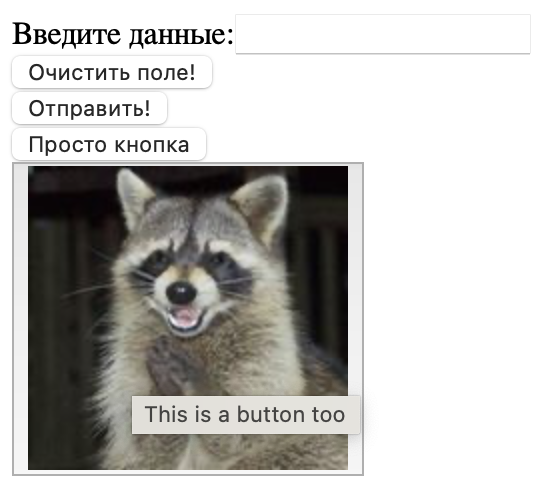 Введите данные:
Очистить поле!
Отправить!
Просто кнопка
This is a button too